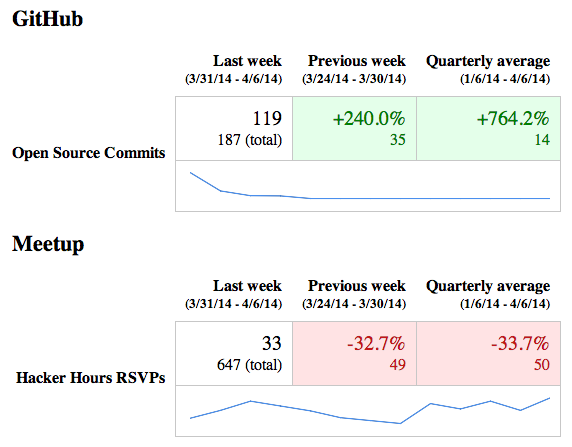 GitHub
Last week Previous week Quarterly average
(3/31/14 - 4/6/14) (3/24/14 - 3/30/14) (1/6/14 - 4/6/14)
119 +240.0% +764.2%
187 (total) 35 14
Open Source Commits
Meetup
Last week Previous week Quarterly average
(3/31/14 - 4/6/14) (3/24/14 - 3/30/14) (1/6/14 - 4/6/14)
33 -32.7% -33.7%
647 (total) 49 50
Hacker Hours RSVPs